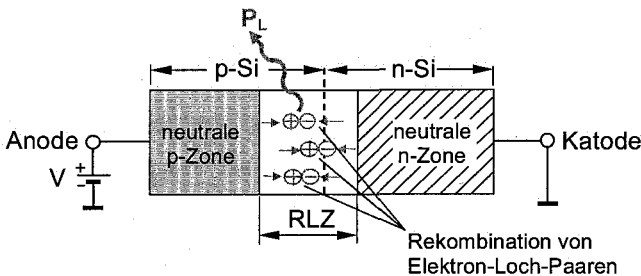 P_L
p-Si
n-Si
Anode
neutrale
p-Zone
neutrale
n-Zone
Katode
V
+
-
RLZ
Rekombination von
Elektron-Loch-Paaren